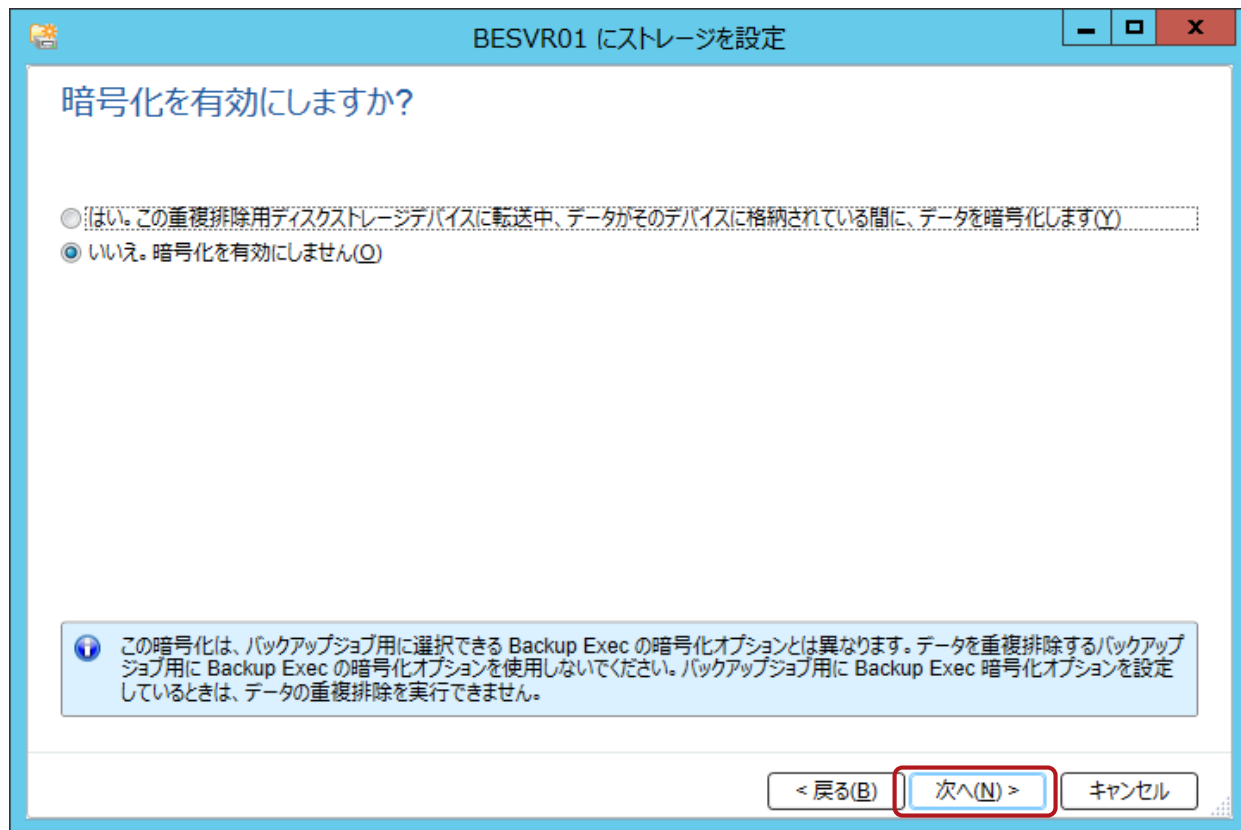 BESVR01 にストレージを設定
暗号化を有効にしますか?
はい。この重複排除用ディスクストレージデバイスに転送中、データがそのデバイスに格納されている間に、データを暗号化します(Y)
いいえ。暗号化を有効にしません(O)
この暗号化は、バックアップジョブ用に選択できる Backup Exec の暗号化オプションとは異なります。データを重複排除するバックアップ
ジョブ用に Backup Exec の暗号化オプションを使用しないでください。バックアップジョブ用に Backup Exec 暗号化オプションを設定
しているときは、データの重複排除を実行できません。
< 戻る(B) 次へ(N) > キャンセル